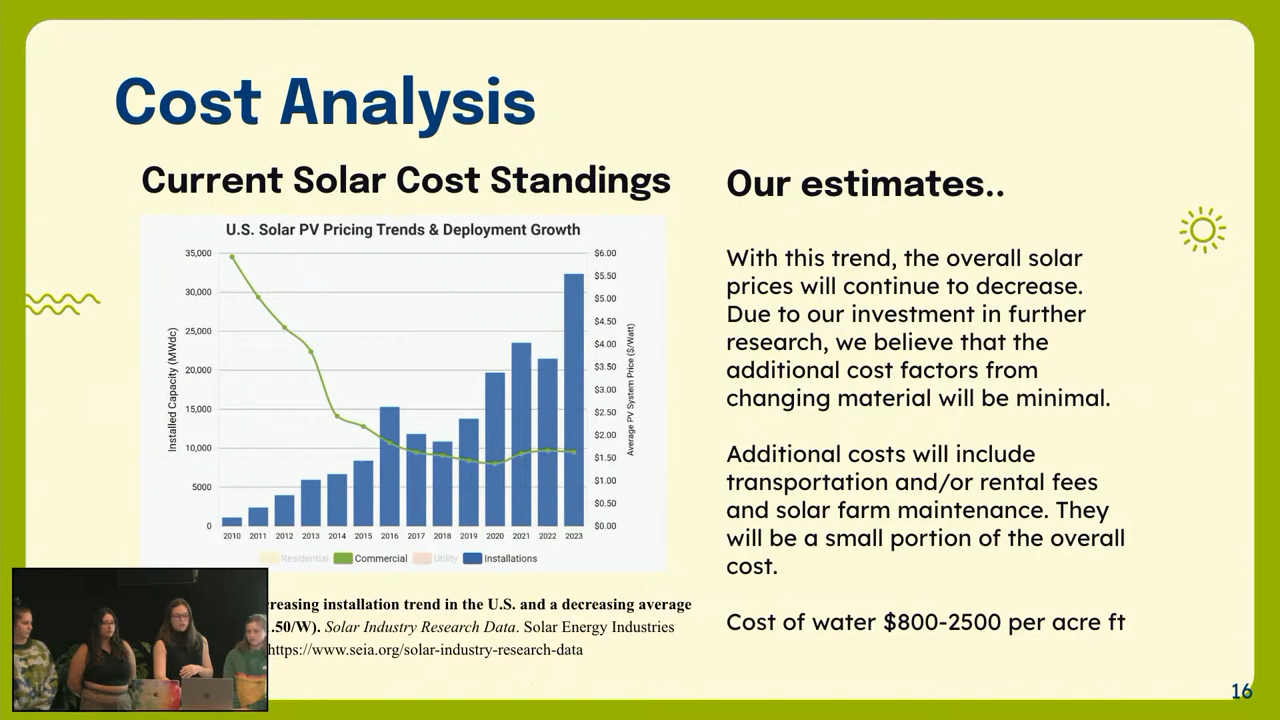 Cost Analysis
Current Solar Cost Standings
U.S. Solar PV Pricing Trends & Deployment Growth
Installed Capacity (MWdc)
35,000
30,000
25,000
20,000
15,000
10,000
5000
0
$6.00
$5.50
$5.00
$4.50
$4.00
$3.50
$3.00
$2.50
$2.00
$1.50
$1.00
$0.50
$0.00
Average PV System Price ($/Watt)
2010 2011 2012 2013 2014 2015 2016 2017 2018 2019 2020 2021 2022 2023
Residential Commercial Utility Installations
creasing installation trend in the U.S. and a decreasing average
.50/W). Solar Industry Research Data. Solar Energy Industries
https://www.seia.org/solar-industry-research-data
Our estimates..
With this trend, the overall solar
prices will continue to decrease.
Due to our investment in further
research, we believe that the
additional cost factors from
changing material will be minimal.
Additional costs will include
transportation and/or rental fees
and solar farm maintenance. They
will be a small portion of the overall
cost.
Cost of water $800-2500 per acre ft
16